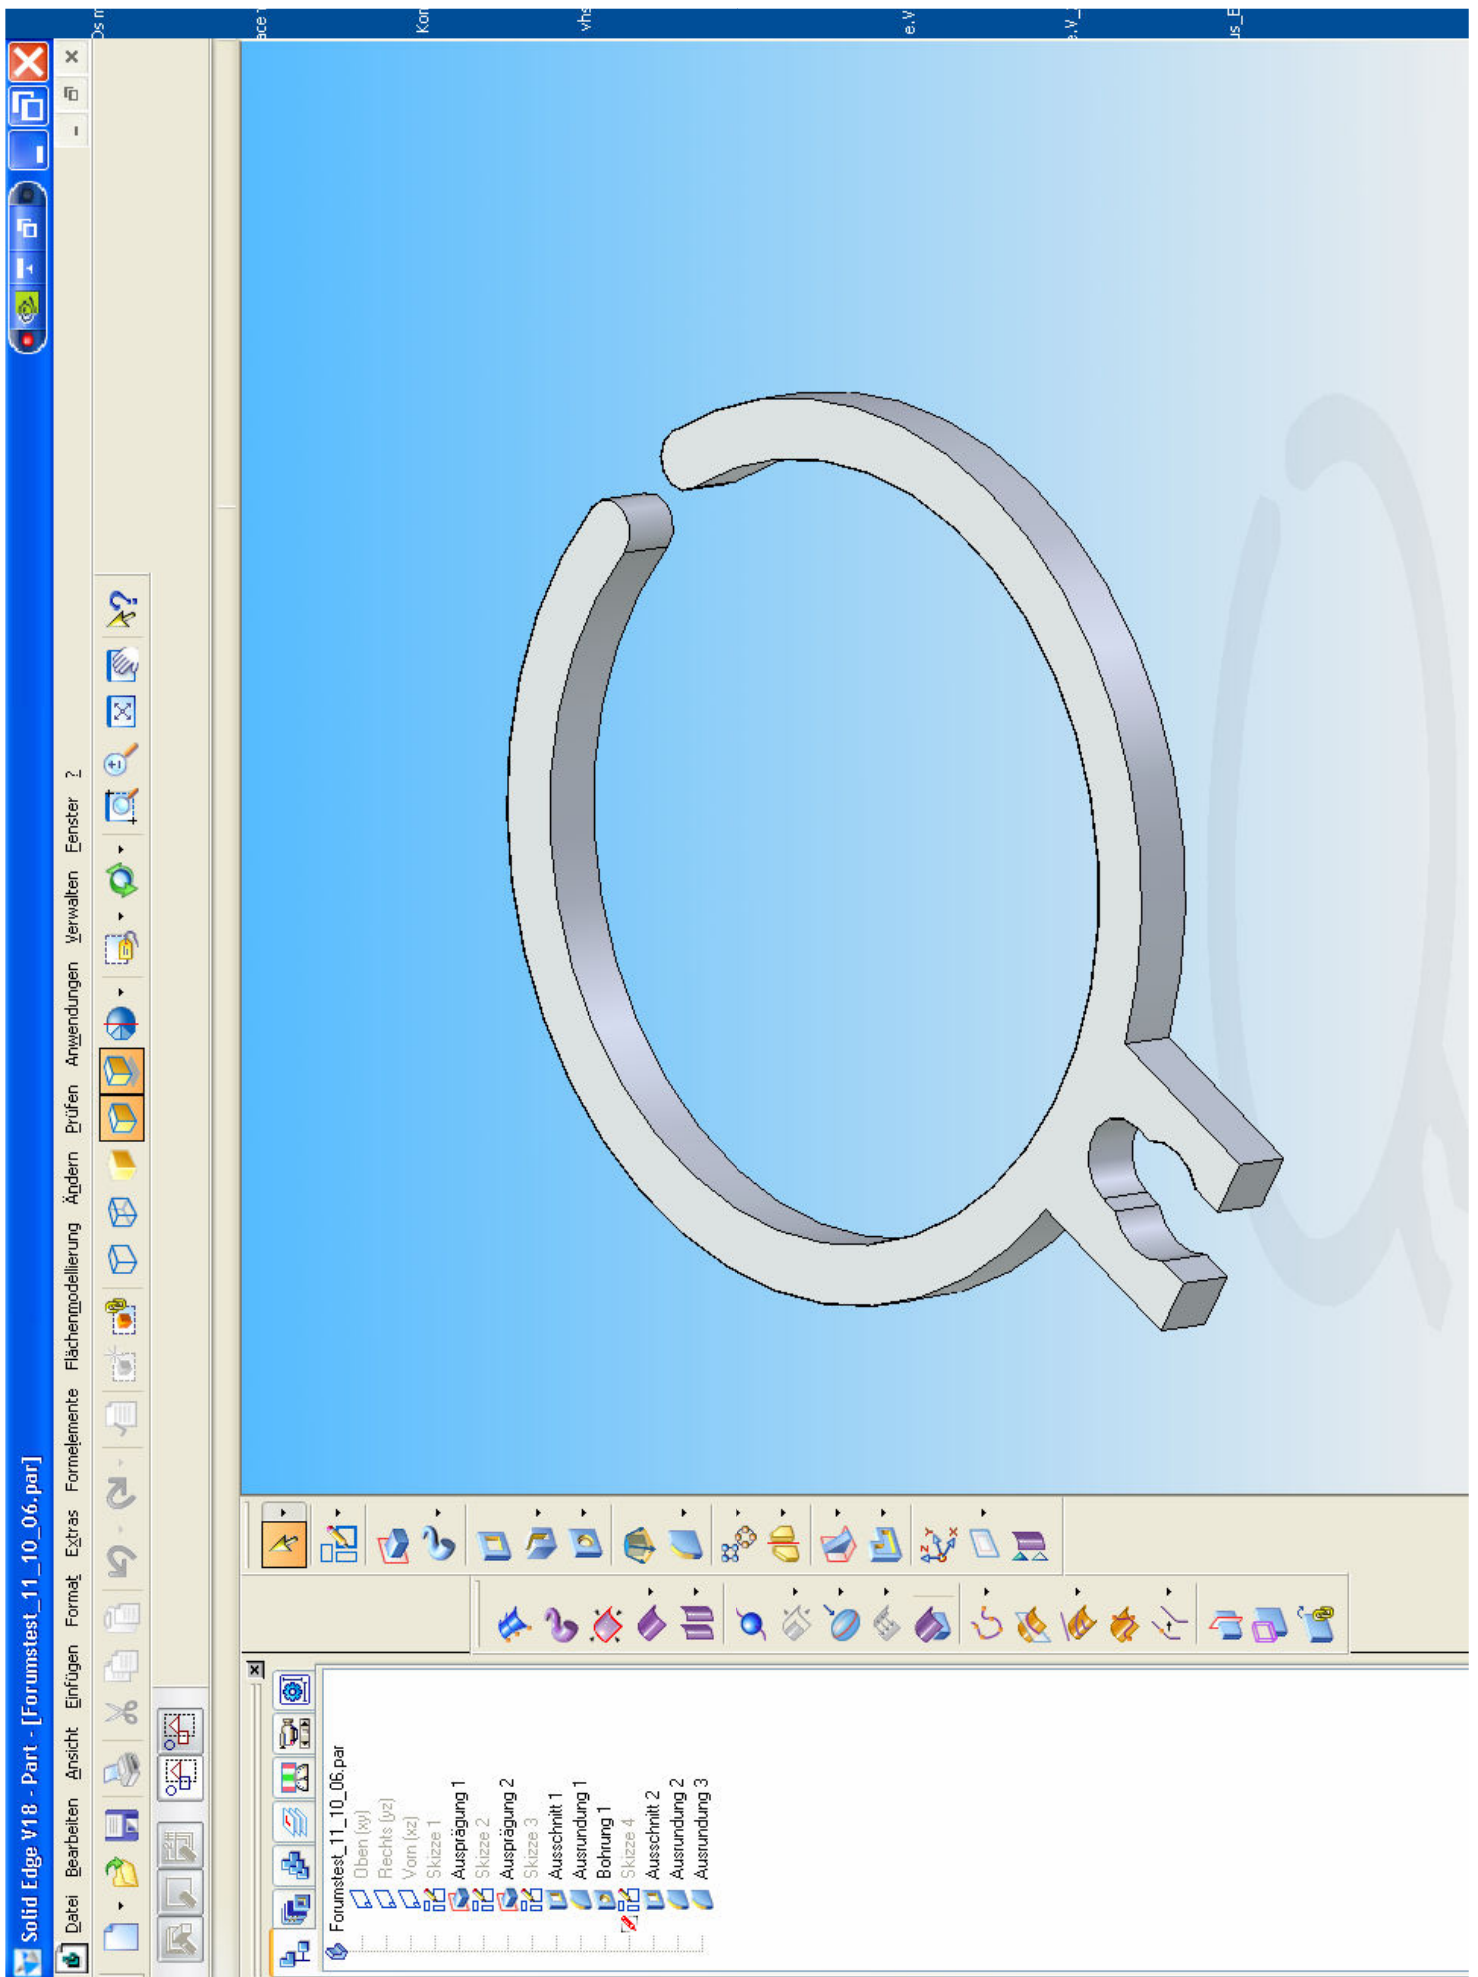 Solid Edge V18 - Part - [Forumstest_11_10_06.par]
Datei Bearbeiten Ansicht Einfügen Format Extras Formelemente Flächenmodellierung Ändern Prüfen Anwendungen Verwalten Fenster ?
Forumstest_11_10_06.par
Oben (xy)
Rechts (yz)
Vorn (xz)
Skizze 1
Ausprägung 1
Skizze 2
Ausprägung 2
Skizze 3
Ausschnitt 1
Ausrundung 1
Bohrung 1
Skizze 4
Ausschnitt 2
Ausrundung 2
Ausrundung 3
Kor
vhs
e.V